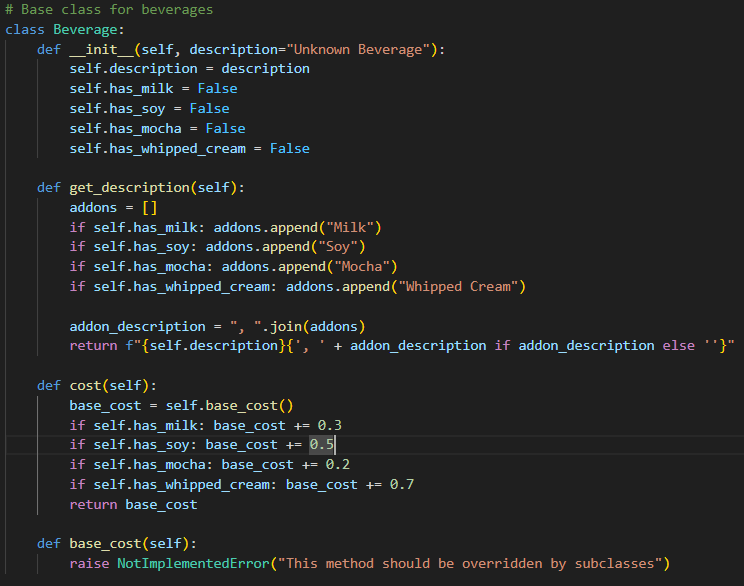 # Base class for beverages
class Beverage:
    def __init__(self, description="Unknown Beverage"):
        self.description = description
        self.has_milk = False
        self.has_soy = False
        self.has_mocha = False
        self.has_whipped_cream = False

    def get_description(self):
        addons = []
        if self.has_milk: addons.append("Milk")
        if self.has_soy: addons.append("Soy")
        if self.has_mocha: addons.append("Mocha")
        if self.has_whipped_cream: addons.append("Whipped Cream")

        addon_description = ", ".join(addons)
        return f"{self.description}{', ' + addon_description if addon_description else ''}"

    def cost(self):
        base_cost = self.base_cost()
        if self.has_milk: base_cost += 0.3
        if self.has_soy: base_cost += 0.5
        if self.has_mocha: base_cost += 0.2
        if self.has_whipped_cream: base_cost += 0.7
        return base_cost

    def base_cost(self):
        raise NotImplementedError("This method should be overridden by subclasses")